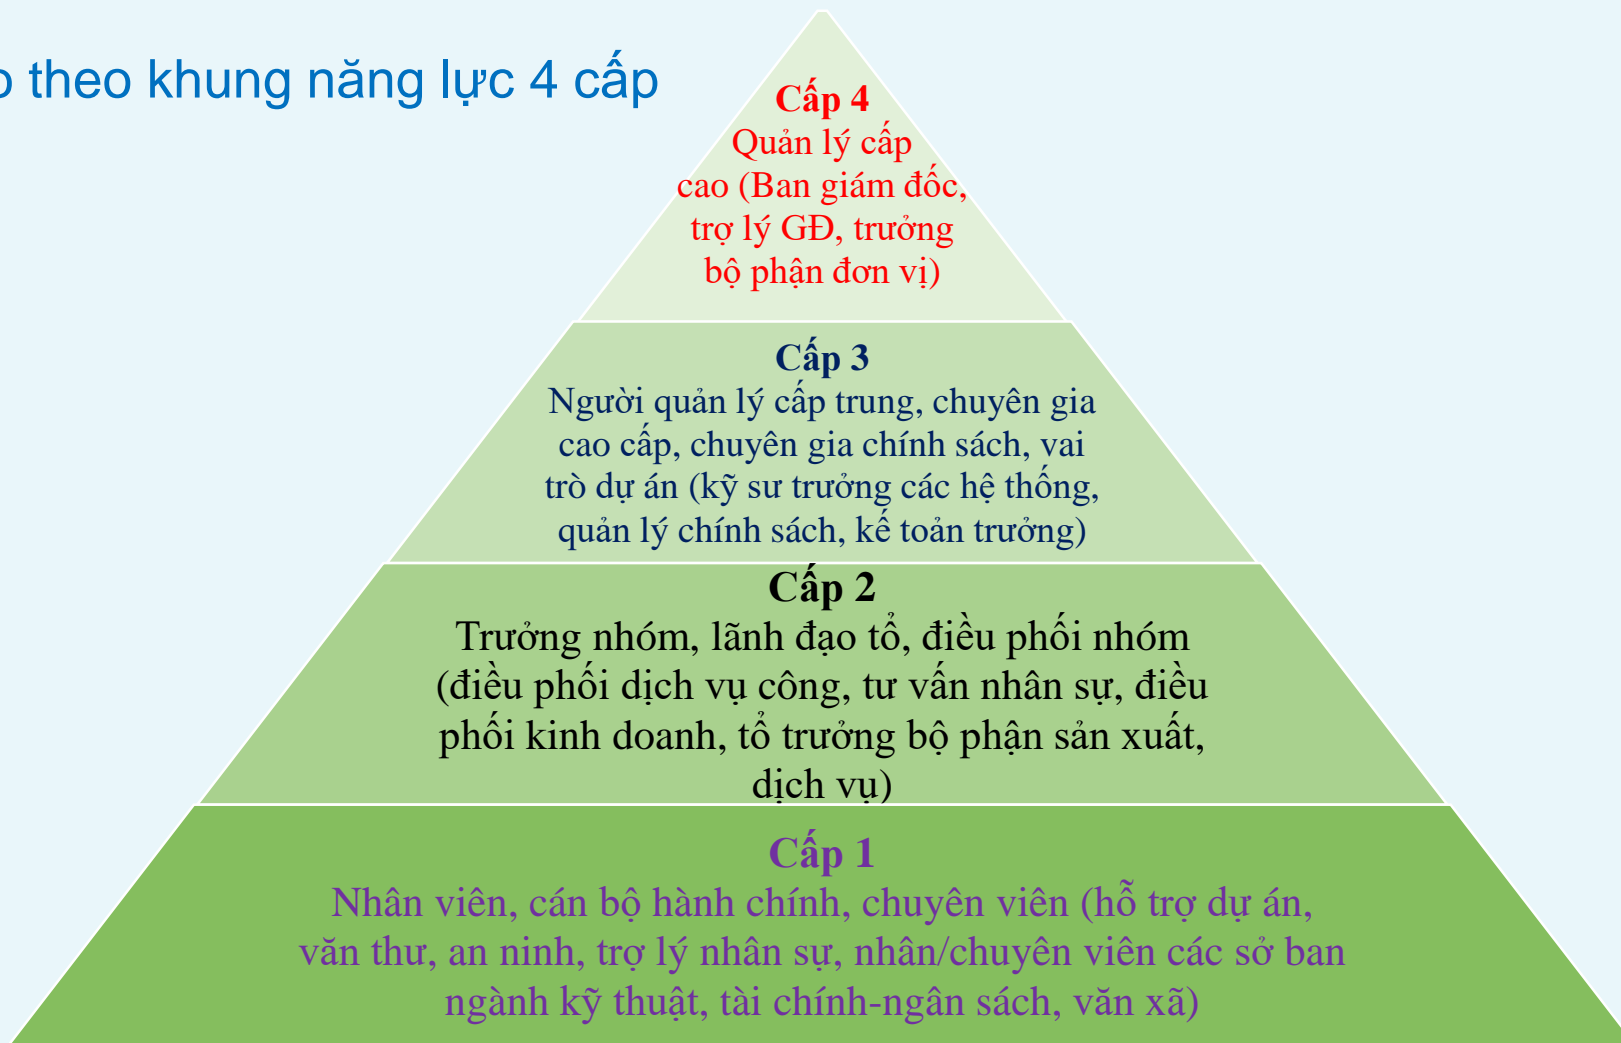 o theo khung năng lực 4 cấp
Cấp 4
Quản lý cấp
cao (Ban giám đốc,
trợ lý GĐ, trưởng
bộ phận đơn vị)
Cấp 3
Người quản lý cấp trung, chuyên gia
cao cấp, chuyên gia chính sách, vai
trò dự án (kỹ sư trưởng các hệ thống,
quản lý chính sách, kế toản trưởng)
Cấp 2
Trưởng nhóm, lãnh đạo tổ, điều phối nhóm
(điều phối dịch vụ công, tư vấn nhân sự, điều
phối kinh doanh, tổ trưởng bộ phận sản xuất,
dịch vụ)
Cấp 1
Nhân viên, cán bộ hành chính, chuyên viên (hỗ trợ dự án,
văn thư, an ninh, trợ lý nhân sự, nhân/chuyên viên các sở ban
ngành kỹ thuật, tài chính-ngân sách, văn xã)